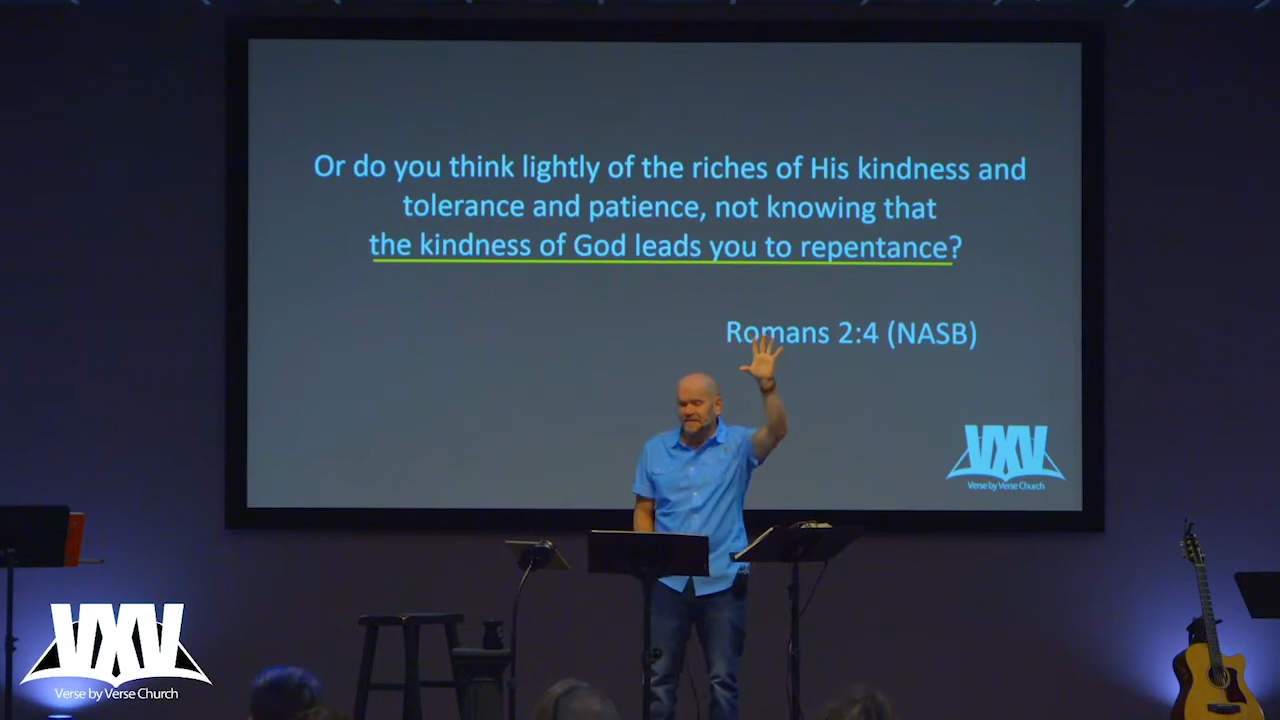 Or do you think lightly of the riches of His kindness and
tolerance and patience, not knowing that
the kindness of God leads you to repentance?
Romans 2:4 (NASB)
VXV
Verse by Verse Church
VXV
Verse by Verse Church